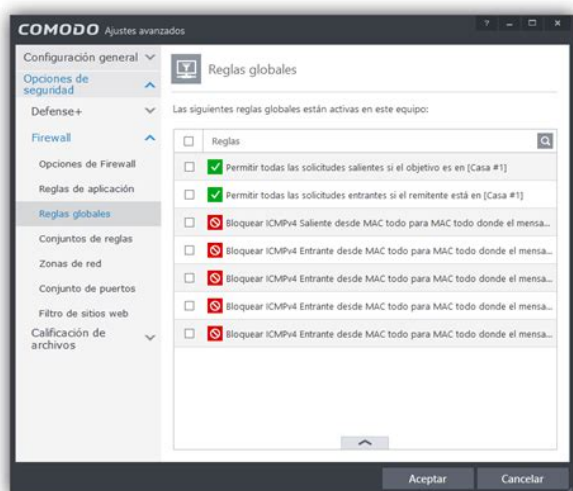 COMODO Ajustes avanzados
? – □ X
Configuración general
Opciones de
seguridad
Defense+
Firewall
Opciones de Firewall
Reglas de aplicación
Reglas globales
Conjuntos de reglas
Zonas de red
Conjunto de puertos
Filtro de sitios web
Calificación de
archivos
Reglas globales
Las siguientes reglas globales están activas en este equipo:
Reglas
Permitir todas las solicitudes salientes si el objetivo es en [Casa #1]
Permitir todas las solicitudes entrantes si el remitente está en [Casa #1]
Bloquear ICMPv4 Saliente desde MAC todo para MAC todo donde el mensa...
Bloquear ICMPv4 Entrante desde MAC todo para MAC todo donde el mensa...
Bloquear ICMPv4 Entrante desde MAC todo para MAC todo donde el mensa...
Bloquear ICMPv4 Entrante desde MAC todo para MAC todo donde el mensa...
Bloquear ICMPv4 Entrante desde MAC todo para MAC todo donde el mensa...
Aceptar
Cancelar